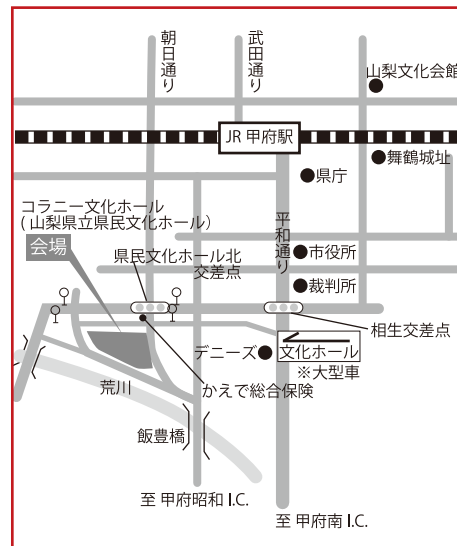 朝日通り
武田通り
山梨文化会館
JR 甲府駅
舞鶴城址
県庁
コラニー文化ホール
( 山梨県立県民文化ホール)
会場
平和通り
県民文化ホール北
交差点
市役所
裁判所
相生交差点
デニーズ
文化ホール
※大型車
荒川
かえで総合保険
飯豊橋
至 甲府昭和 I.C.
至 甲府南 I.C.